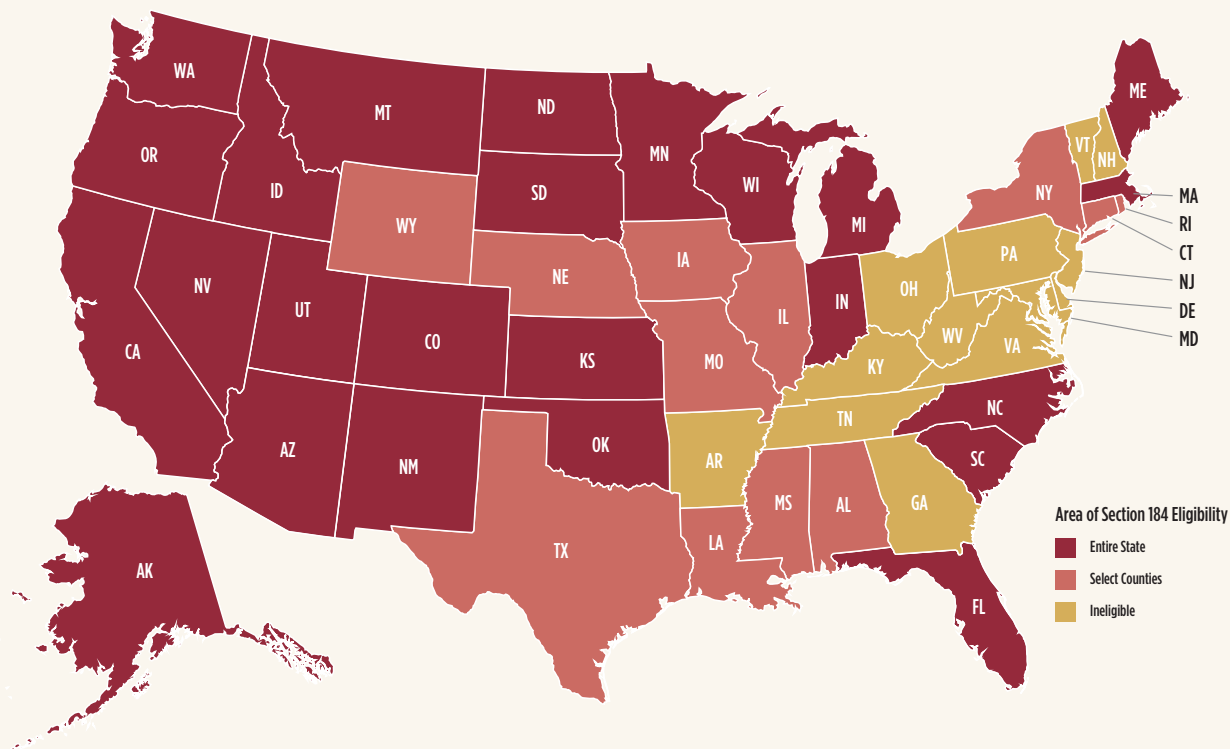 WA
ME
MT
ND
VT
OR
MN
NH
ID
SD
WI
NY
MA
WY
MI
RI
CT
IA
PA
NE
NJ
NV
OH
IN
UT
IL
DE
WV
CO
VA
MD
CA
KS
MO
KY
NC
TN
AZ
OK
SC
NM
AR
MS
AL
GA
Area of Section 184 Eligibility
LA
Entire State
TX
AK
Select Counties
FL
Ineligible